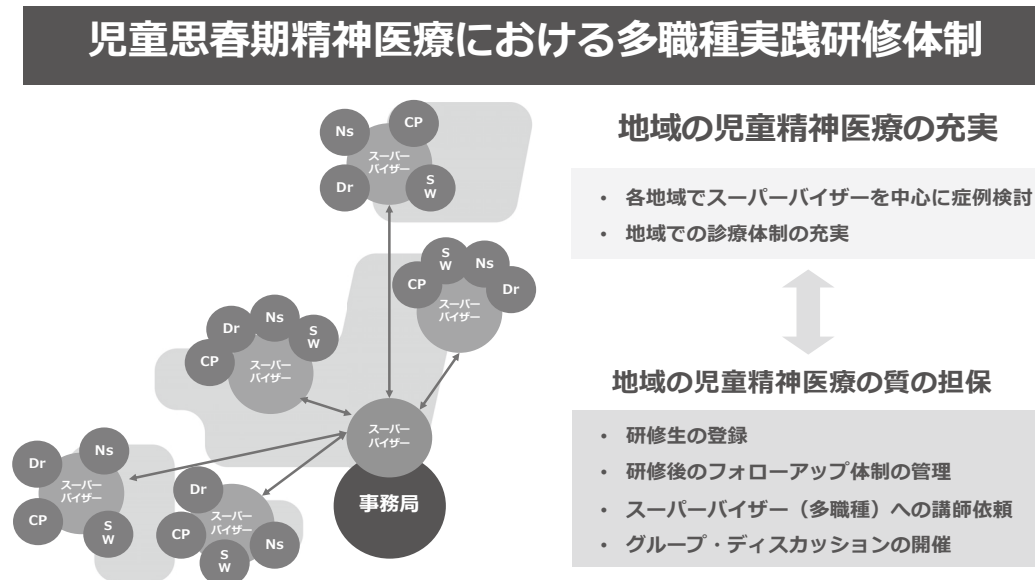 児童思春期精神医療における多職種実践研修体制
Ns
CP
スーパー
バイザー
Dr
S
W
S
W
Ns
CP
Dr
スーパー
バイザー
Ns
Dr
S
W
CP
スーパー
バイザー
スーパー
バイザー
事務局
Ns
Dr
スーパー
バイザー
CP
S
W
Dr
スーパー
バイザー
CP
Ns
S
W
地域の児童精神医療の充実
・ 各地域でスーパーバイザーを中心に症例検討
・ 地域での診療体制の充実
地域の児童精神医療の質の担保
・ 研修生の登録
・ 研修後のフォローアップ体制の管理
・ スーパーバイザー（多職種）への講師依頼
・ グループ・ディスカッションの開催